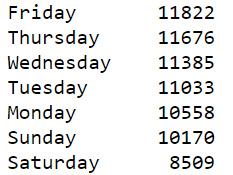 Friday 11822
Thursday 11676
Wednesday 11385
Tuesday 11033
Monday 10558
Sunday 10170
Saturday 8509